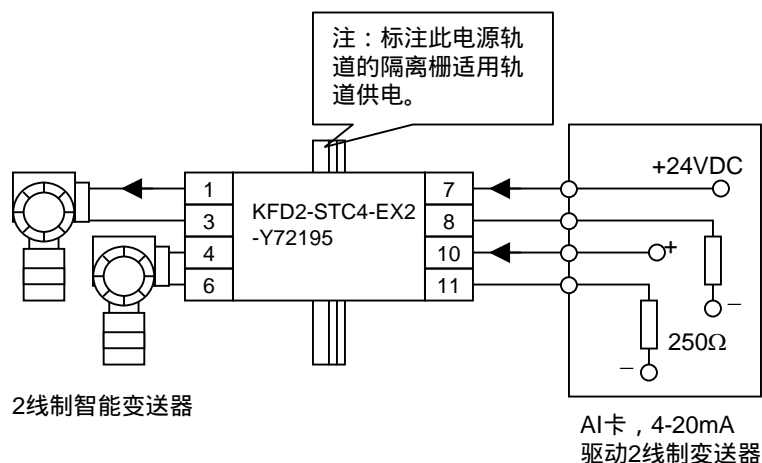 注：标注此电源轨
道的隔离栅适用轨
道供电。
+24VDC
1
3
4
6
KFD2-STC4-EX2
-Y72195
7
8
10
11
+
−
250Ω
−
2线制智能变送器
AI卡，4-20mA
驱动2线制变送器